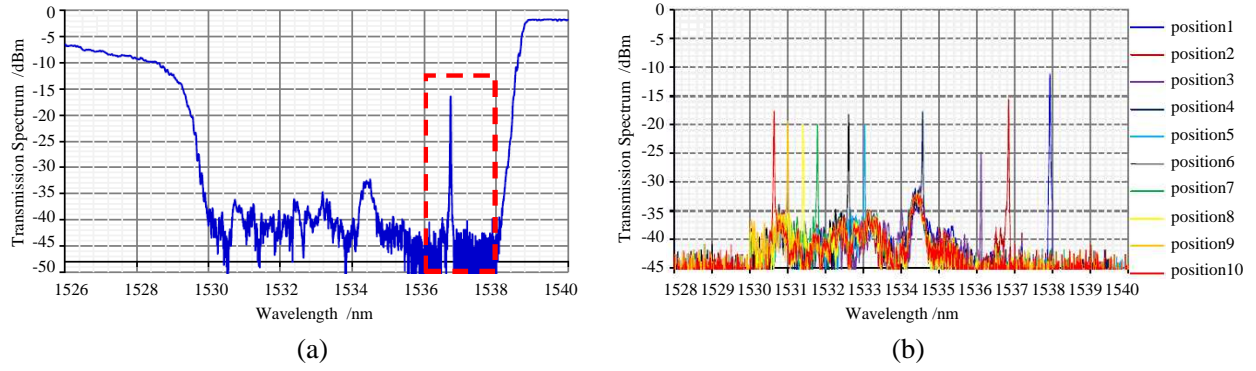 0
-5
-10
-15
-20
-25
-30
-35
-40
-45
-50
Transmission Spectrum /dBm
1526 1528 1530 1532 1534 1536 1538 1540
Wavelength /nm
(a)
0
-5
-10
-15
-20
-25
-30
-35
-40
-45
Transmission Spectrum /dBm
1528 1529 1530 1531 1532 1533 1534 1535 1536 1537 1538 1539 1540
Wavelength /nm
position1
position2
position3
position4
position5
position6
position7
position8
position9
position10
(b)